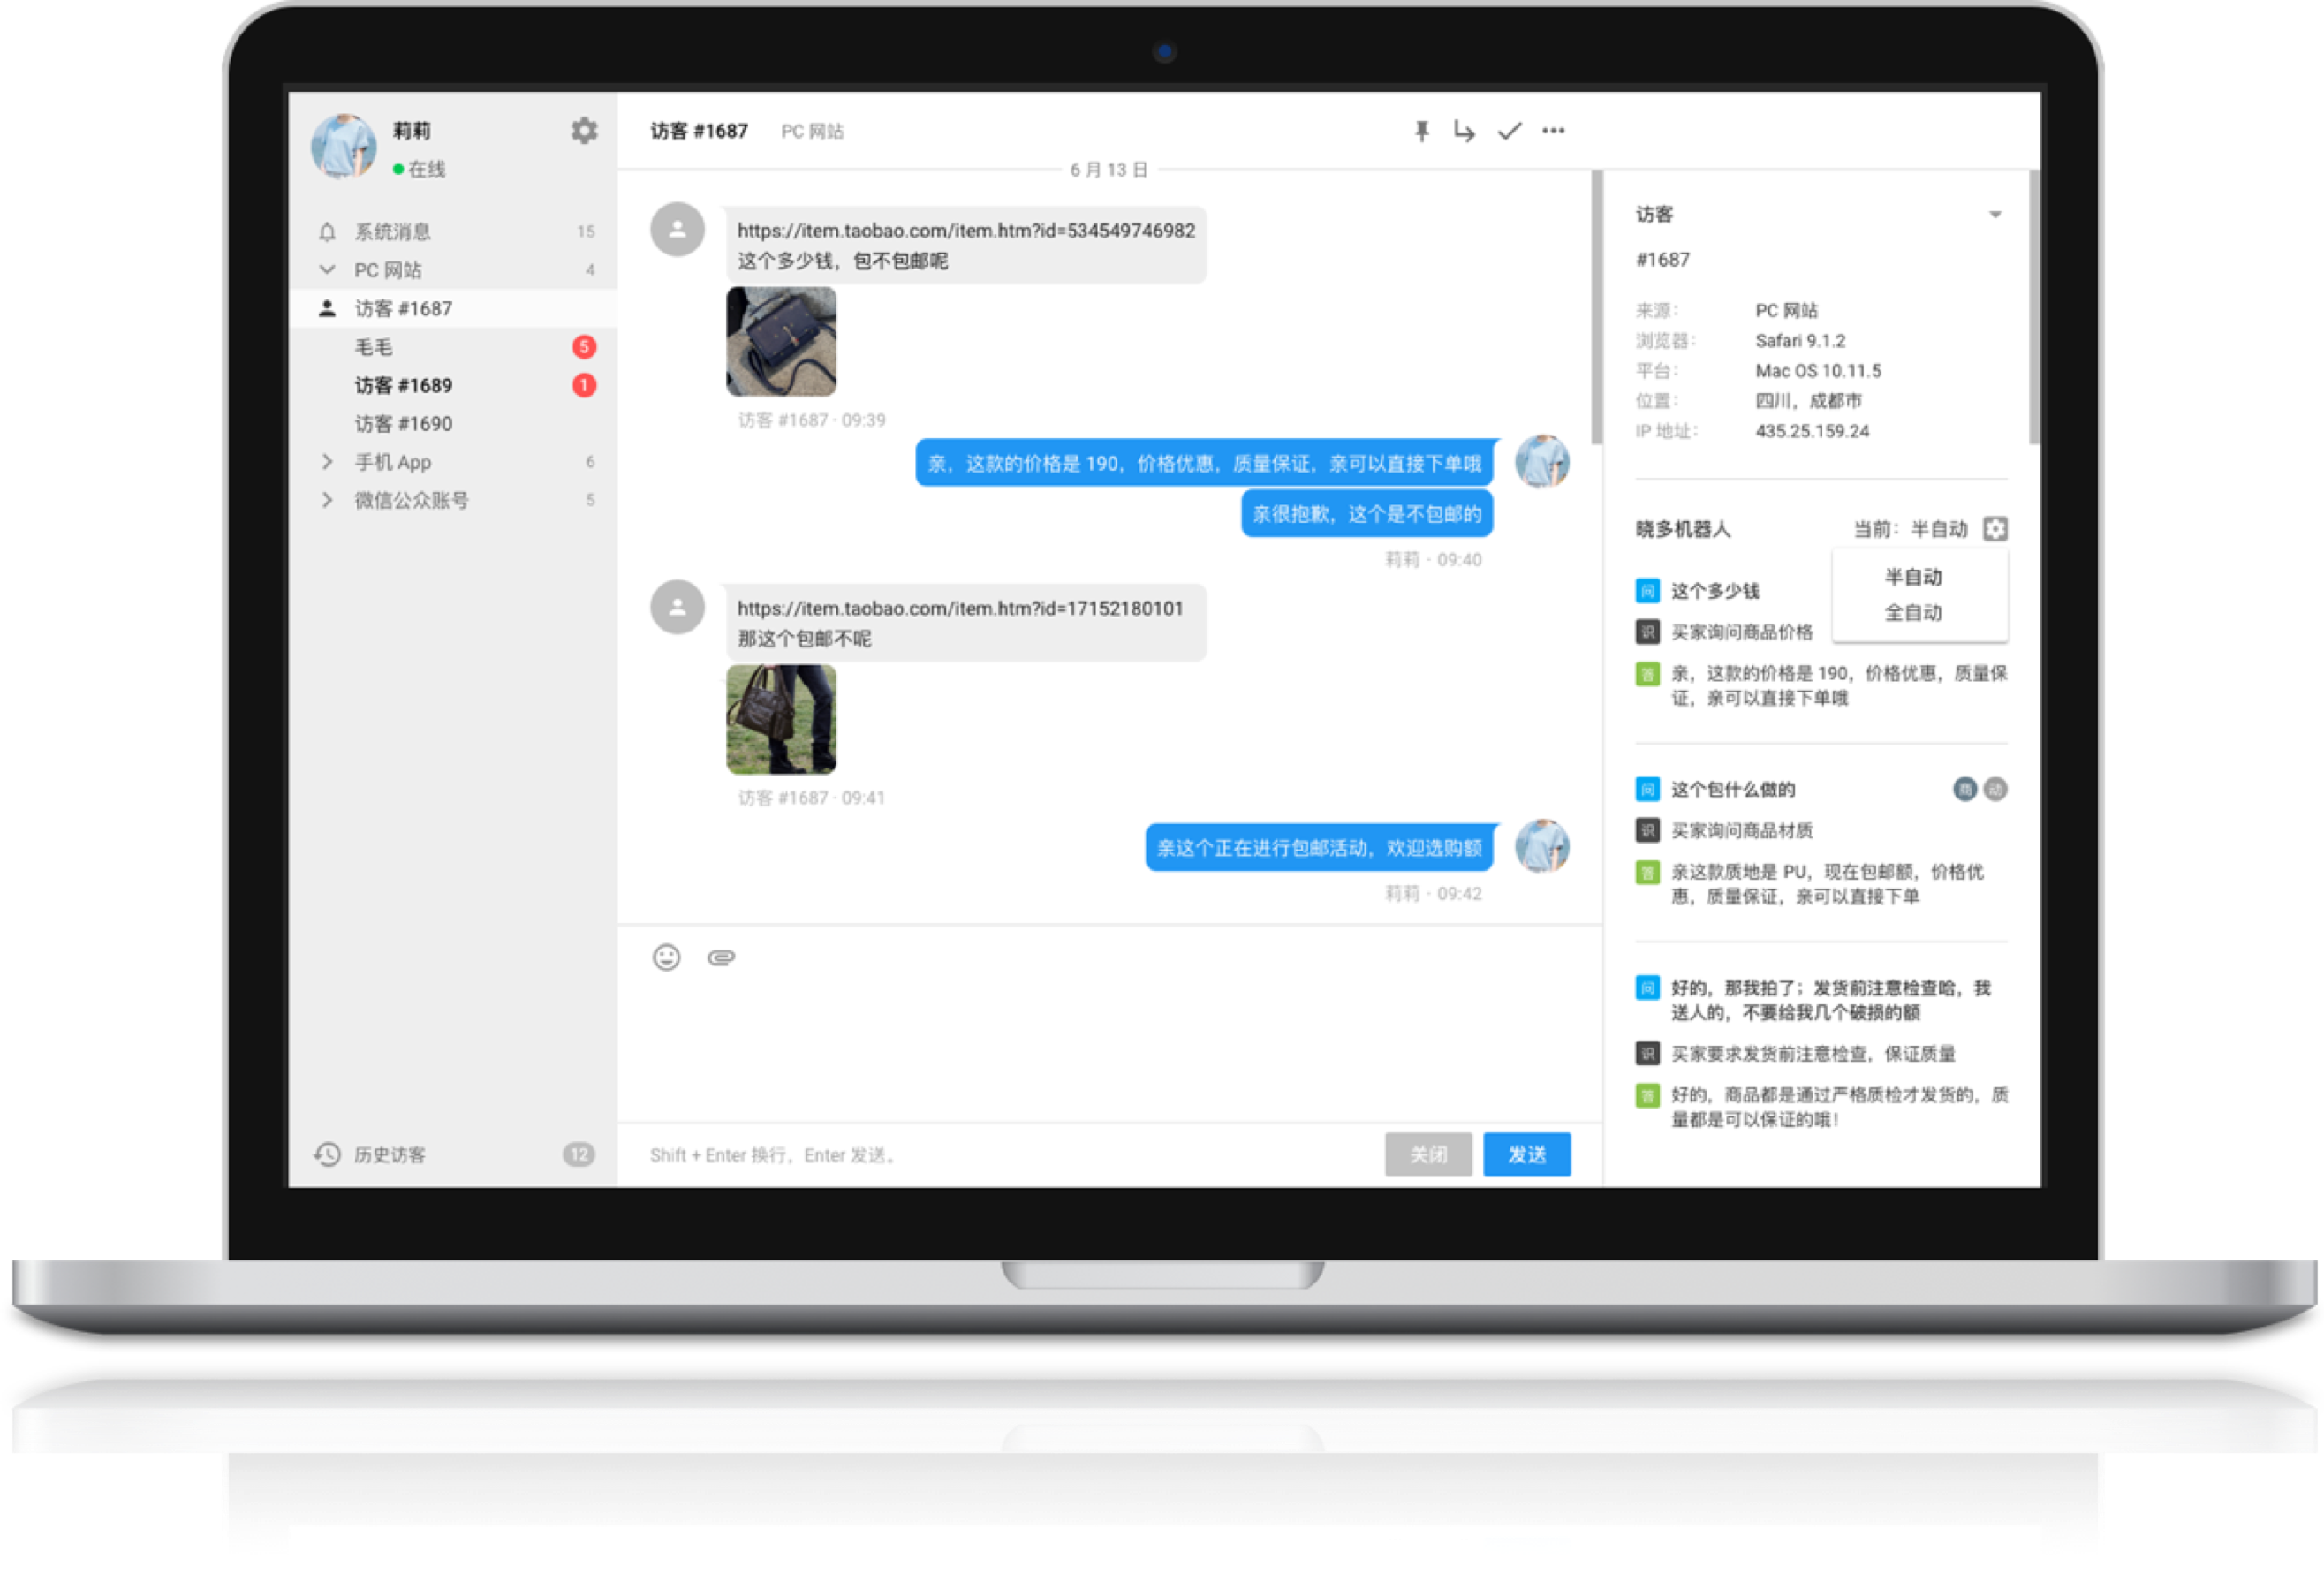 莉莉
在线
系统消息 15
PC 网站 4
访客 #1687
毛毛 5
访客 #1689 1
访客 #1690
手机 App 6
微信公众账号 5
历史访客 12
访客 #1687 PC 网站
6 月 13 日
https://item.taobao.com/item.htm?id=534549746982
这个多少钱，包不包邮呢
访客 #1687 · 09:39
亲，这款的价格是 190，价格优惠，质量保证，亲可以直接下单哦
亲很抱歉，这个是不包邮的
莉莉 · 09:40
https://item.taobao.com/item.htm?id=17152180101
那这个包邮不呢
访客 #1687 · 09:41
亲这个正在进行包邮活动，欢迎选购额
莉莉 · 09:42
Shift + Enter 换行，Enter 发送。
关闭
发送
访客
#1687
来源： PC 网站
浏览器： Safari 9.1.2
平台： Mac OS 10.11.5
位置： 四川，成都市
IP 地址： 435.25.159.24
晓多机器人 当前：半自动
半自动
全自动
问 这个多少钱
识 买家询问商品价格
答 亲，这款的价格是 190，价格优惠，质量保
证，亲可以直接下单哦
问 这个包什么做的 商 动
识 买家询问商品材质
答 亲这款质地是 PU，现在包邮额，价格优
惠，质量保证，亲可以直接下单
问 好的，那我拍了；发货前注意检查哈，我
送人的，不要给我几个破损的额
识 买家要求发货前注意检查，保证质量
答 好的，商品都是通过严格质检才发货的，质
量都是可以保证的哦！